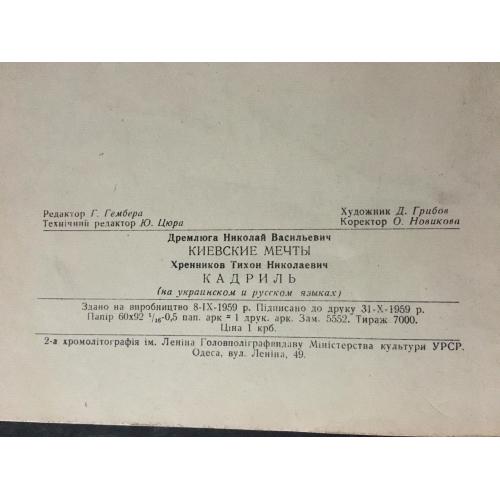 Редактор Г. Гембера
Художник Д. Грибов
Технічний редактор Ю. Цюра
Коректор О. Новикова
Дремлюга Николай Васильевич
КИЕВСКИЕ МЕЧТЫ
Хренников Тихон Николаевич
КАДРИЛЬ
(на украинском и русском языках)
Здано на виробництво 8-IX-1959 р. Підписано до друку 31-X-1959 р.
Папір 60х92 1/16-0,5 пап. арк = 1 друк. арк. Зам. 5552. Тираж 7000.
Ціна 1 крб.
2-а хромолітографія ім. Леніна Головполіграфвидаву Міністерства культури УРСР.
Одеса, вул. Леніна, 49.